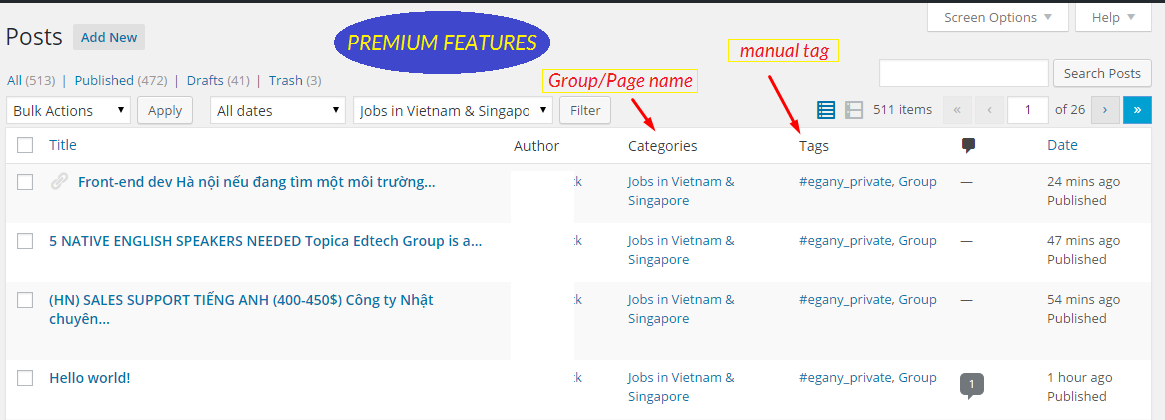 Screen Options Help
Posts Add New
PREMIUM FEATURES
manual tag
Group/Page name
All (513) | Published (472) | Drafts (41) | Trash (3)
Search Posts
Bulk Actions Apply All dates Jobs in Vietnam & Singapo Filter 511 items « ‹ 1 of 26 › »
Title Author Categories Tags Date
Front-end dev Hà nội nếu đang tìm một môi trường... Jobs in Vietnam & #egany_private, Group — 24 mins ago
Singapore Published
5 NATIVE ENGLISH SPEAKERS NEEDED Topica Edtech Group is a... Jobs in Vietnam & #egany_private, Group — 47 mins ago
Singapore Published
(HN) SALES SUPPORT TIẾNG ANH (400-450$) Công ty Nhật Jobs in Vietnam & #egany_private, Group — 54 mins ago
chuyên... Singapore Published
Hello world! Jobs in Vietnam & #egany_private, Group 1 1 hour ago
Singapore Published